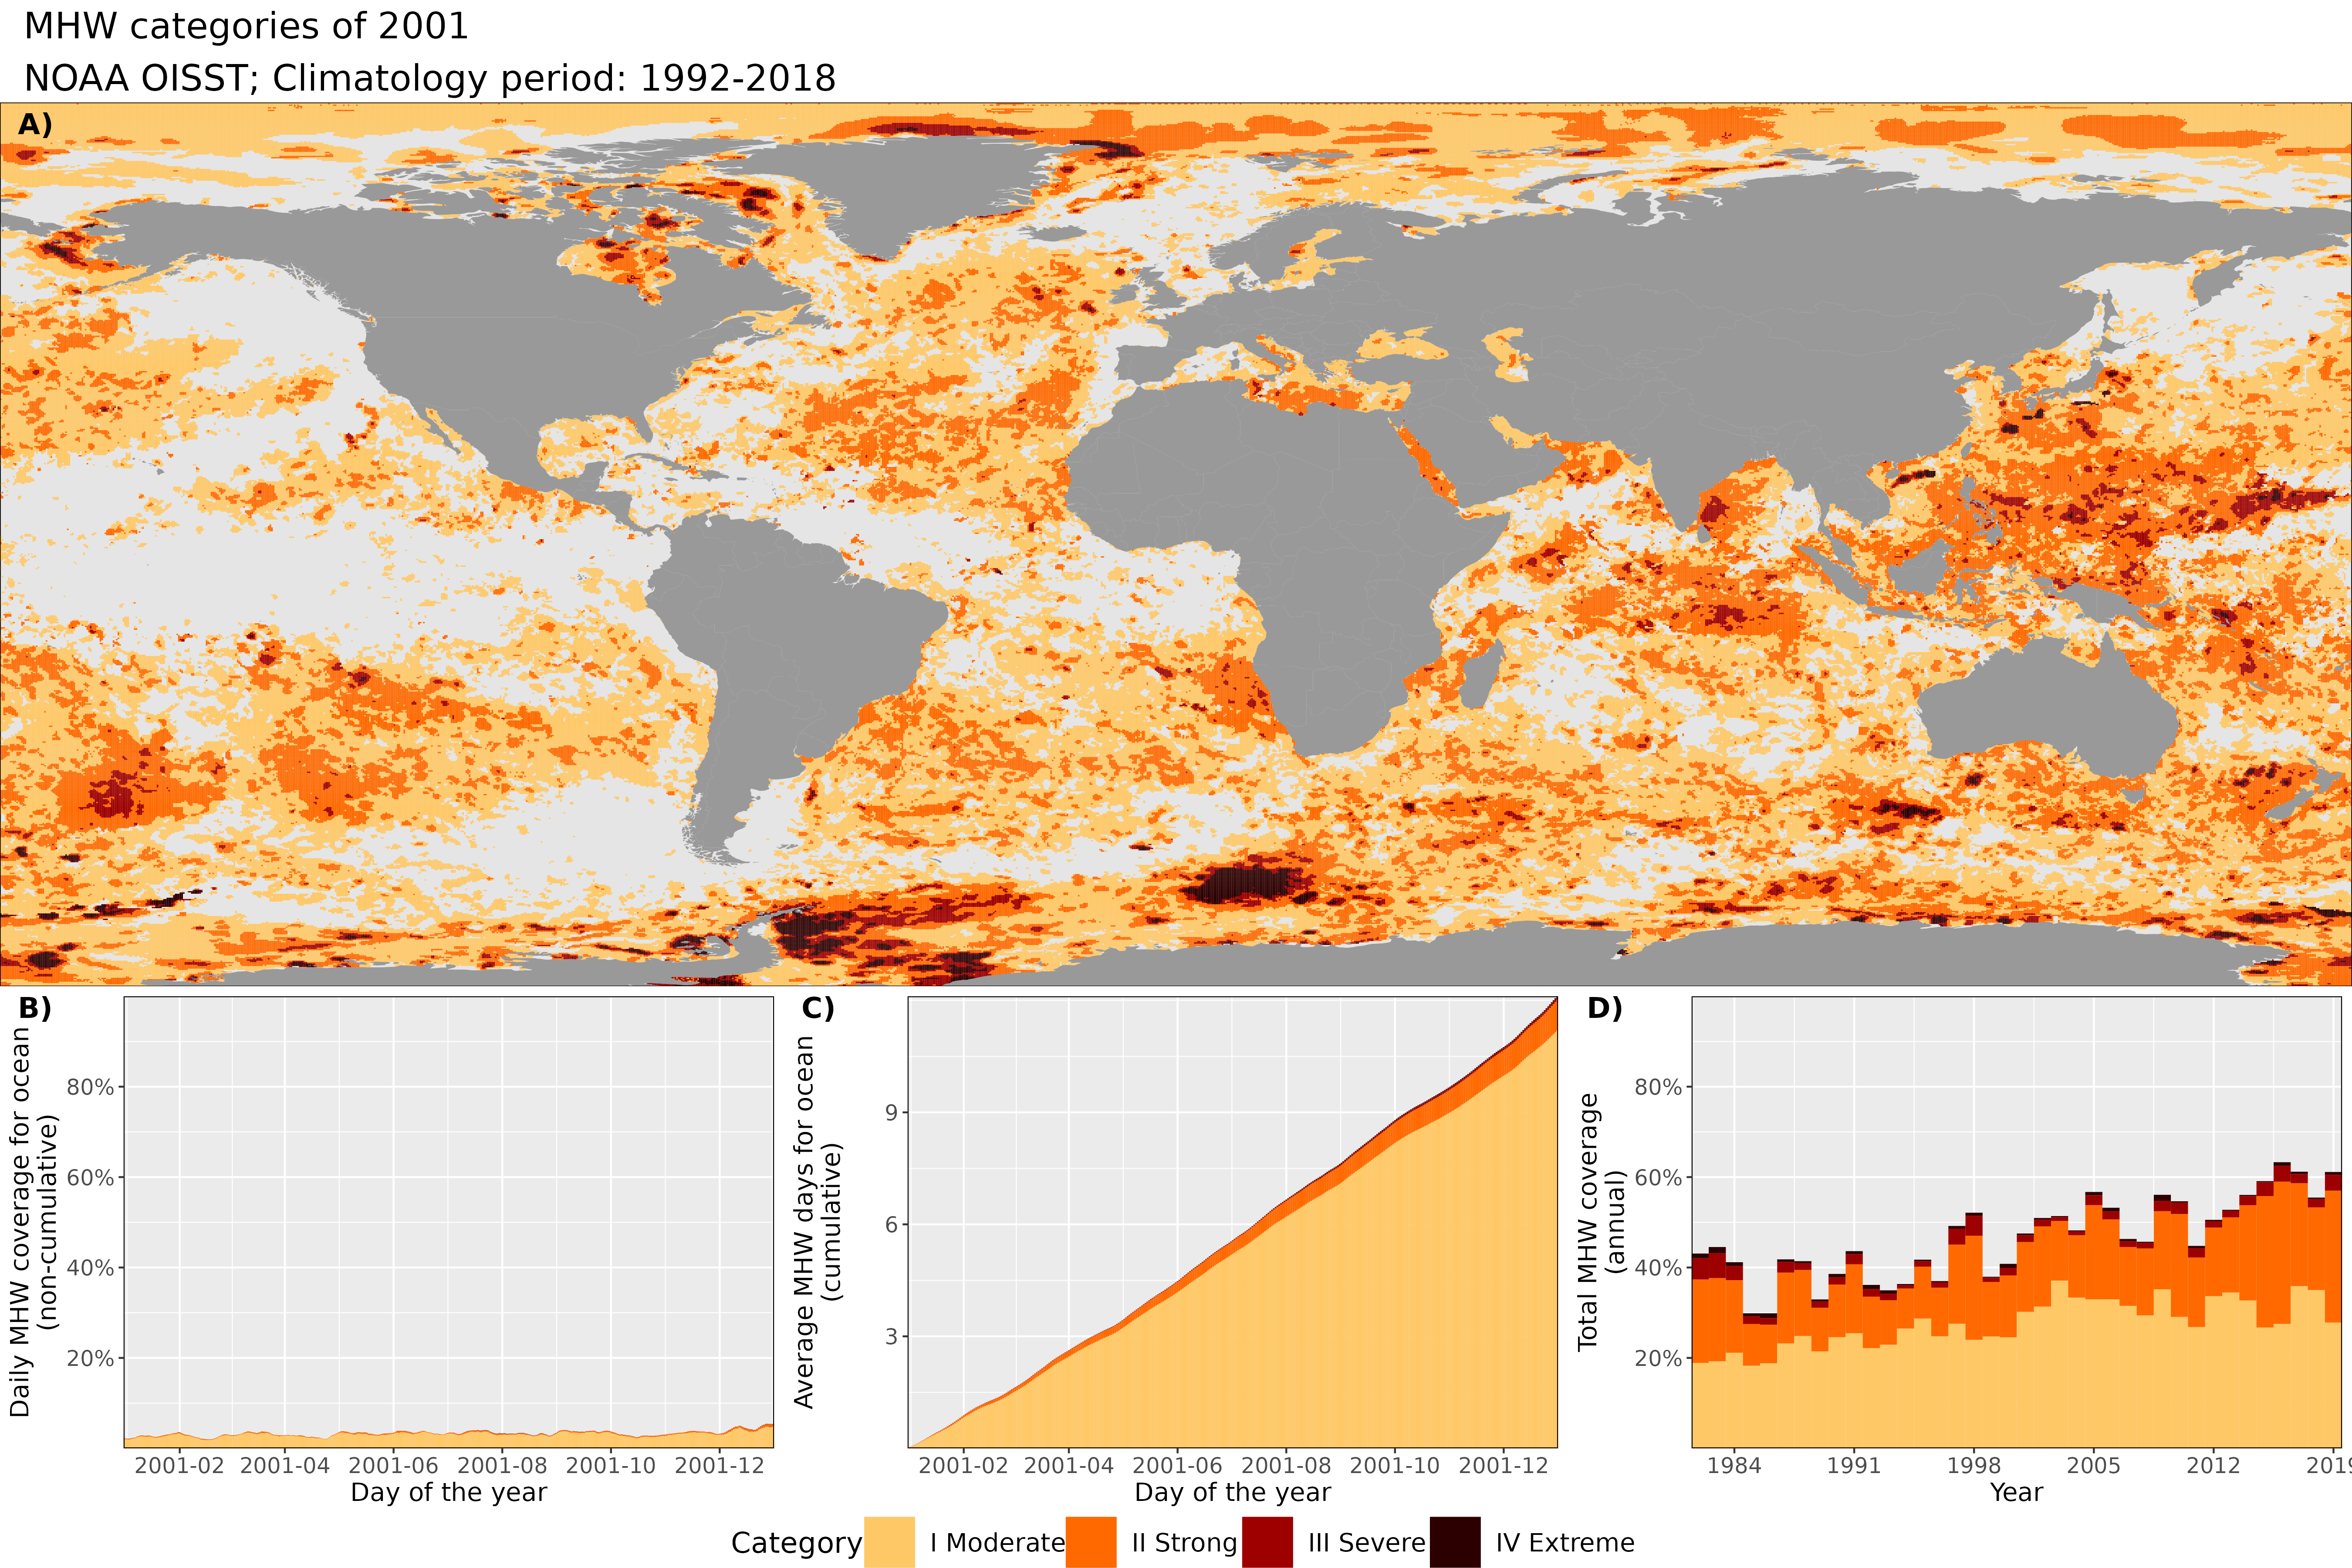 MHW categories of 2001
NOAA OISST; Climatology period: 1992-2018
A)
B)
Daily MHW coverage for ocean
(non-cumulative)
80%
60%
40%
20%
2001-02 2001-04 2001-06 2001-08 2001-10 2001-12
Day of the year
C)
Average MHW days for ocean
(cumulative)
9
6
3
2001-02 2001-04 2001-06 2001-08 2001-10 2001-12
Day of the year
D)
Total MHW coverage
(annual)
80%
60%
40%
20%
1984 1991 1998 2005 2012 2019
Year
Category I Moderate II Strong III Severe IV Extreme